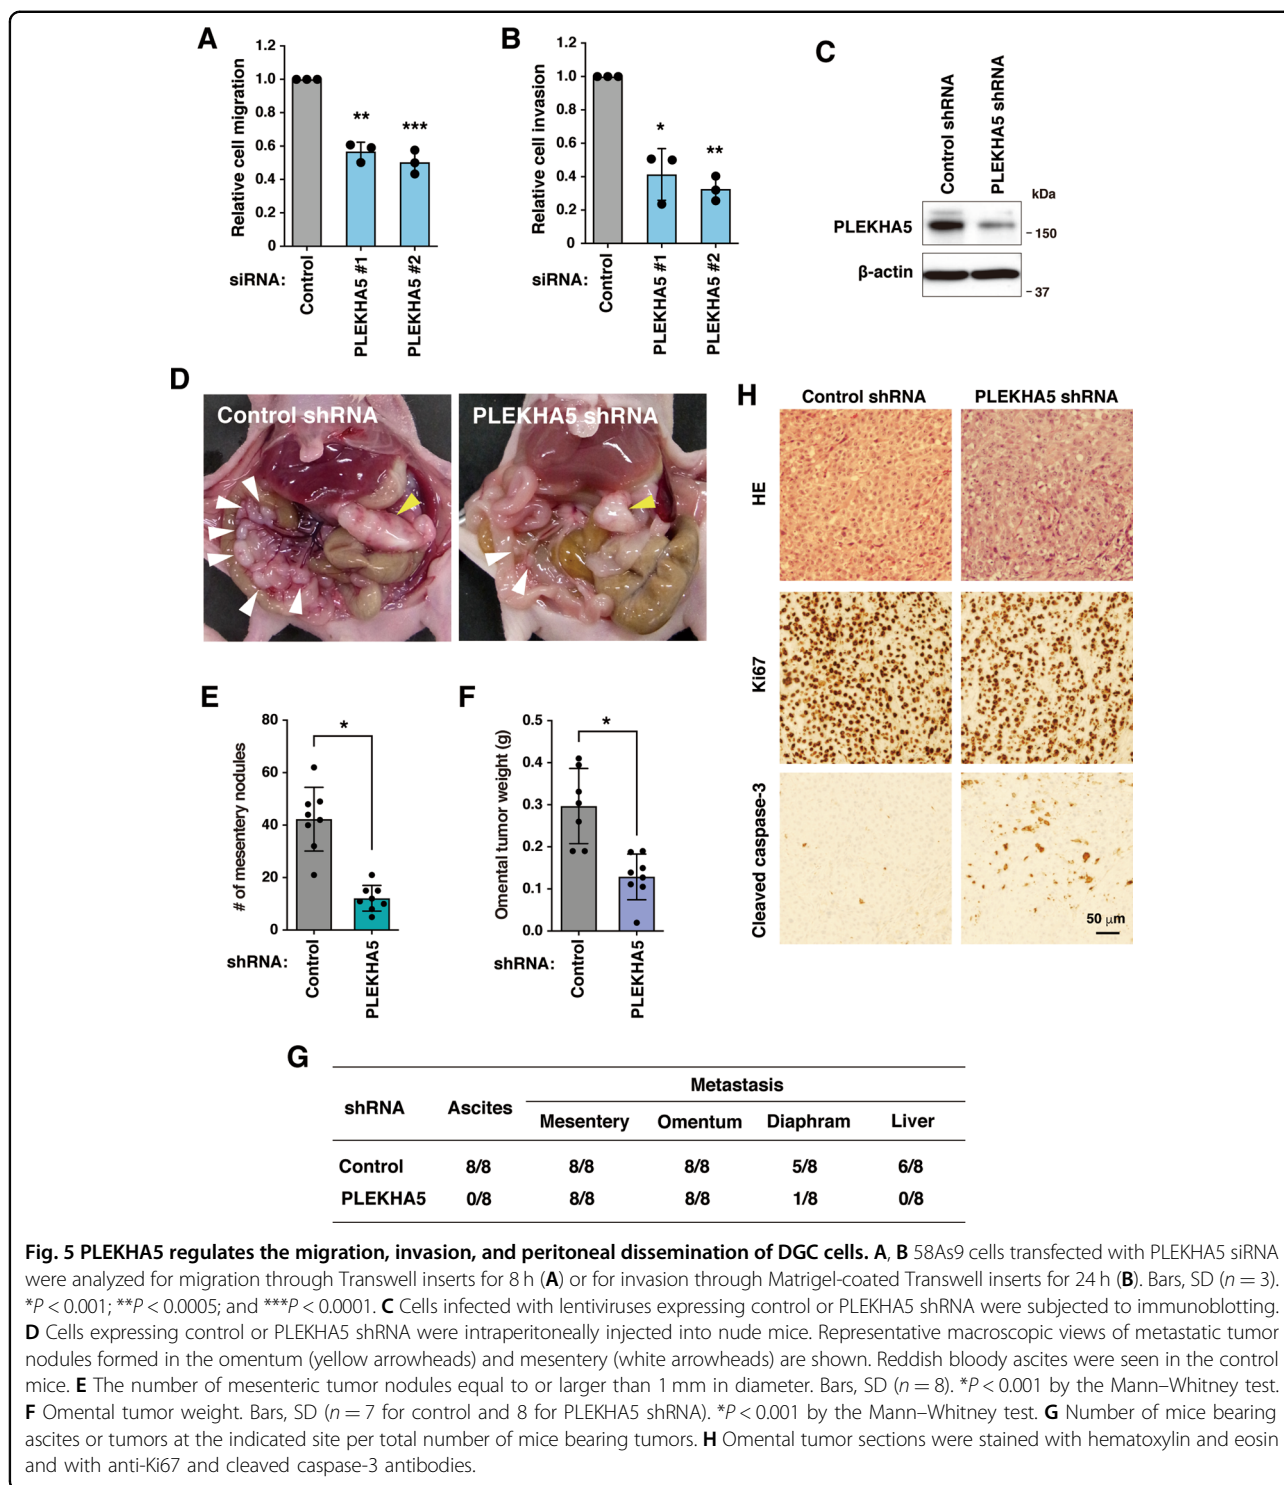 A
1.2
1.0
0.8
0.6
0.4
0.2
0
Relative cell migration
**
***
siRNA:
Control
PLEKHA5 #1
PLEKHA5 #2
B
1.2
1.0
0.8
0.6
0.4
0.2
0
Relative cell invasion
*
**
siRNA:
Control
PLEKHA5 #1
PLEKHA5 #2
C
Control shRNA
PLEKHA5 shRNA
kDa
PLEKHA5
- 150
β-actin
- 37
D
Control shRNA
PLEKHA5 shRNA
E
80
60
40
20
0
# of mesentery nodules
*
shRNA:
Control
PLEKHA5
F
0.5
0.4
0.3
0.2
0.1
0.0
Omental tumor weight (g)
*
shRNA:
Control
PLEKHA5
H
Control shRNA PLEKHA5 shRNA
HE
Ki67
Cleaved caspase-3
50 µm
G
Metastasis
shRNA Ascites
Mesentery Omentum Diaphram Liver
Control 8/8 8/8 8/8 5/8 6/8
PLEKHA5 0/8 8/8 8/8 1/8 0/8
Fig. 5 PLEKHA5 regulates the migration, invasion, and peritoneal dissemination of DGC cells. A, B 58As9 cells transfected with PLEKHA5 siRNA
were analyzed for migration through Transwell inserts for 8 h (A) or for invasion through Matrigel-coated Transwell inserts for 24 h (B). Bars, SD (n = 3).
*P < 0.001; **P < 0.0005; and ***P < 0.0001. C Cells infected with lentiviruses expressing control or PLEKHA5 shRNA were subjected to immunoblotting.
D Cells expressing control or PLEKHA5 shRNA were intraperitoneally injected into nude mice. Representative macroscopic views of metastatic tumor
nodules formed in the omentum (yellow arrowheads) and mesentery (white arrowheads) are shown. Reddish bloody ascites were seen in the control
mice. E The number of mesenteric tumor nodules equal to or larger than 1 mm in diameter. Bars, SD (n = 8). *P < 0.001 by the Mann–Whitney test.
F Omental tumor weight. Bars, SD (n = 7 for control and 8 for PLEKHA5 shRNA). *P < 0.001 by the Mann–Whitney test. G Number of mice bearing
ascites or tumors at the indicated site per total number of mice bearing tumors. H Omental tumor sections were stained with hematoxylin and eosin
and with anti-Ki67 and cleaved caspase-3 antibodies.